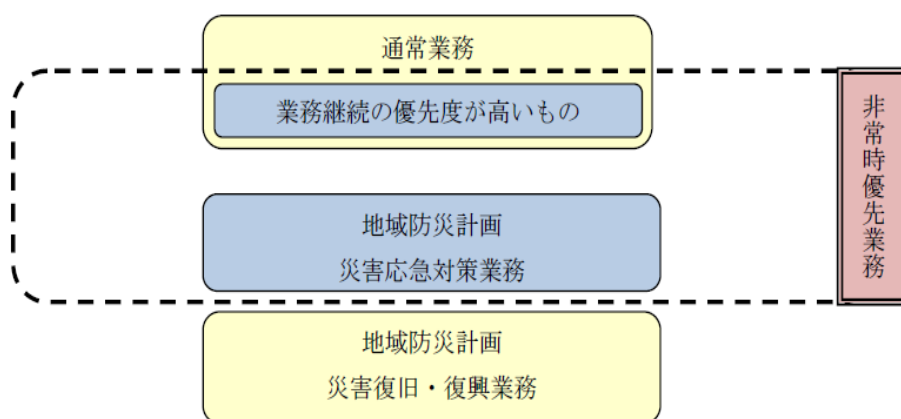 通常業務
業務継続の優先度が高いもの
地域防災計画
災害応急対策業務
地域防災計画
災害復旧・復興業務
非常時優先業務